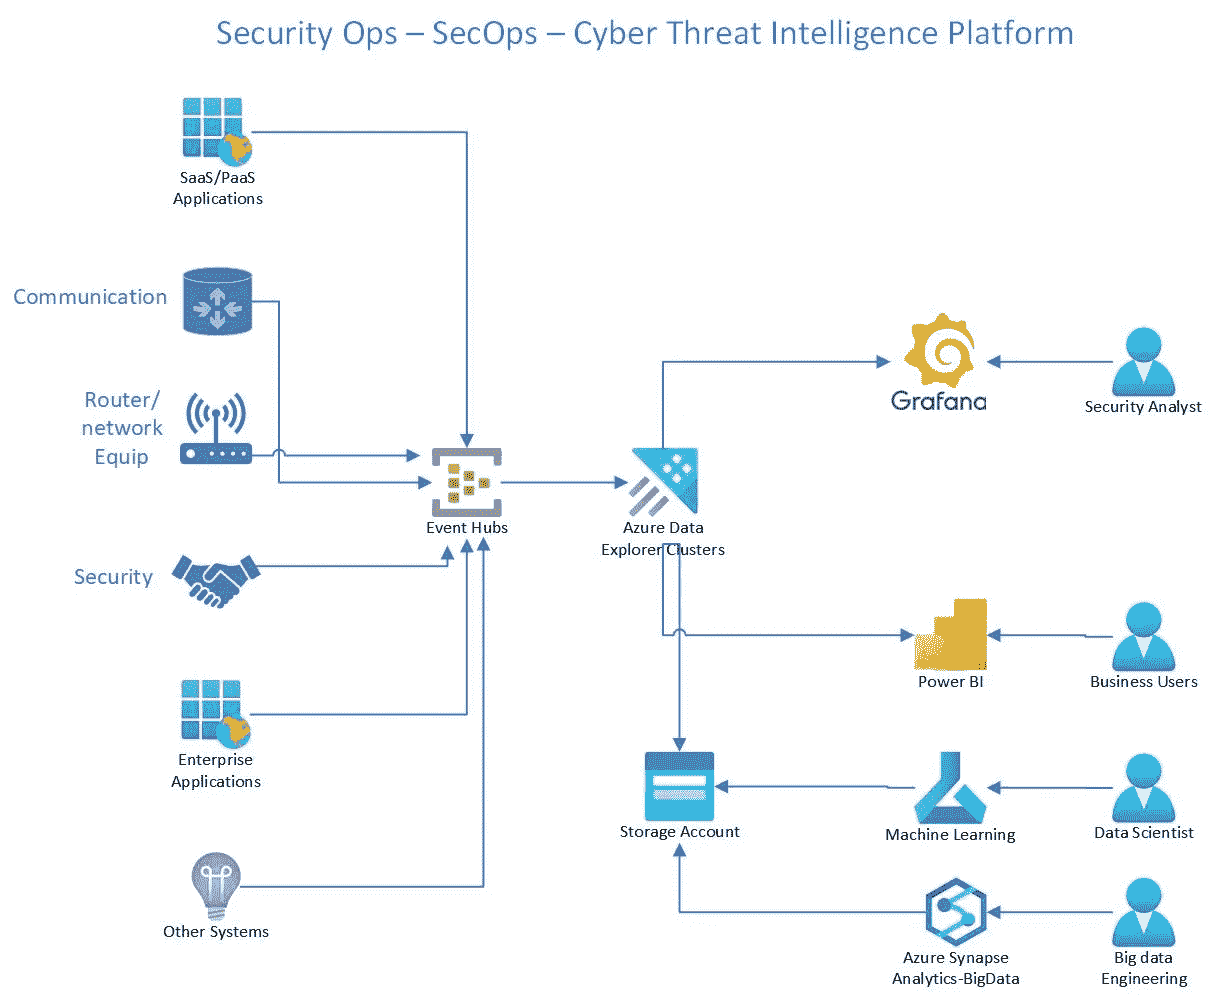 Security Ops – SecOps – Cyber Threat Intelligence Platform
SaaS/PaaS
Applications
Communication
Router/
network
Equip
Security
Enterprise
Applications
Other Systems
Event Hubs
Azure Data
Explorer Clusters
Grafana
Security Analyst
Power BI
Business Users
Storage Account
Machine Learning
Data Scientist
Azure Synapse
Analytics-BigData
Big data
Engineering